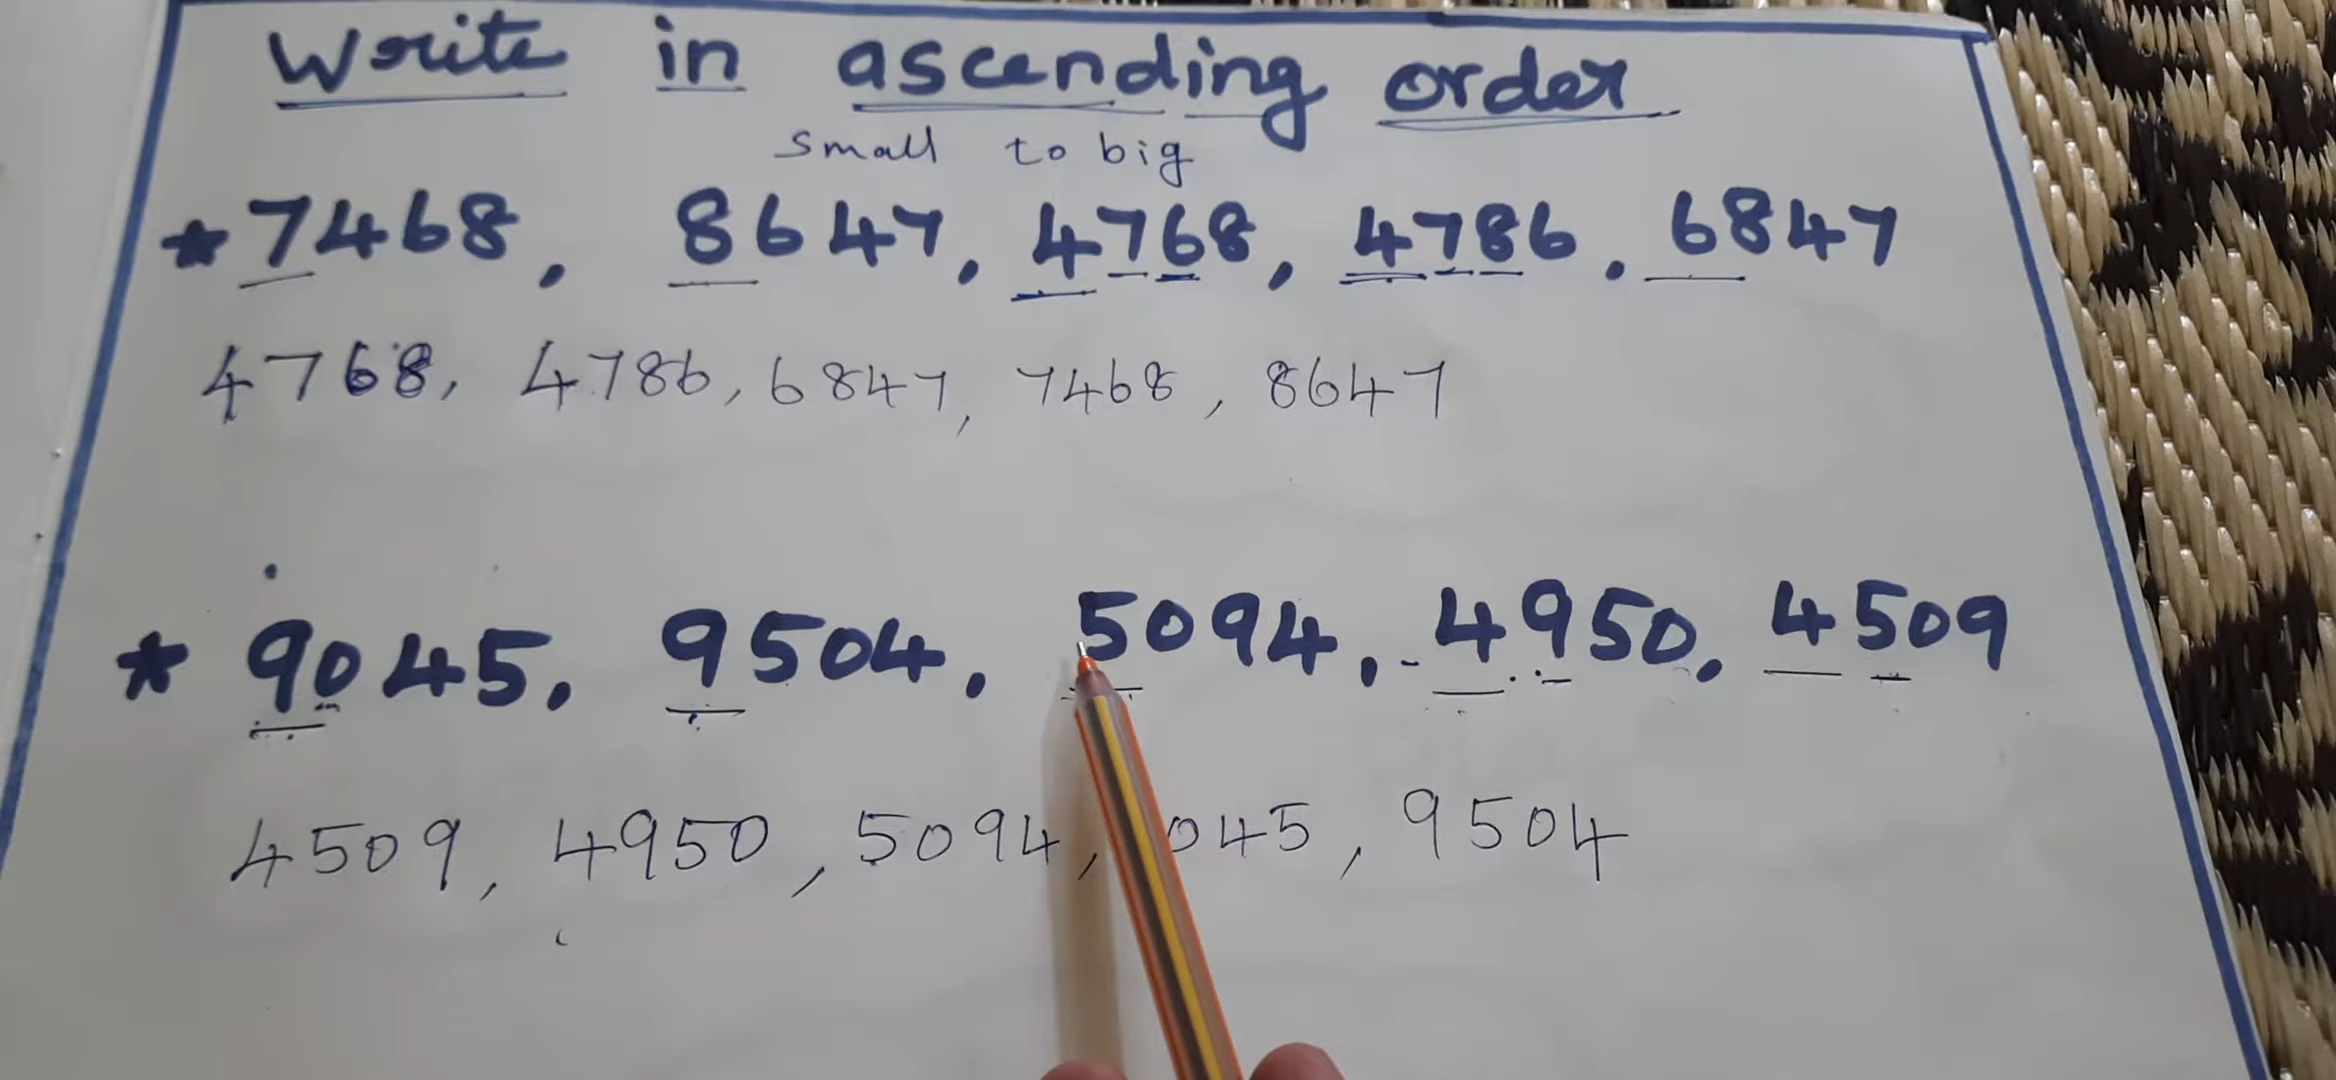 Write in ascending order
small to big
* 7468, 8647, 4768, 4786, 6847
4768, 4786, 6847, 7468, 8647
* 9045, 9504, 5094, 4950, 4509
4509, 4950, 5094, 045, 9504